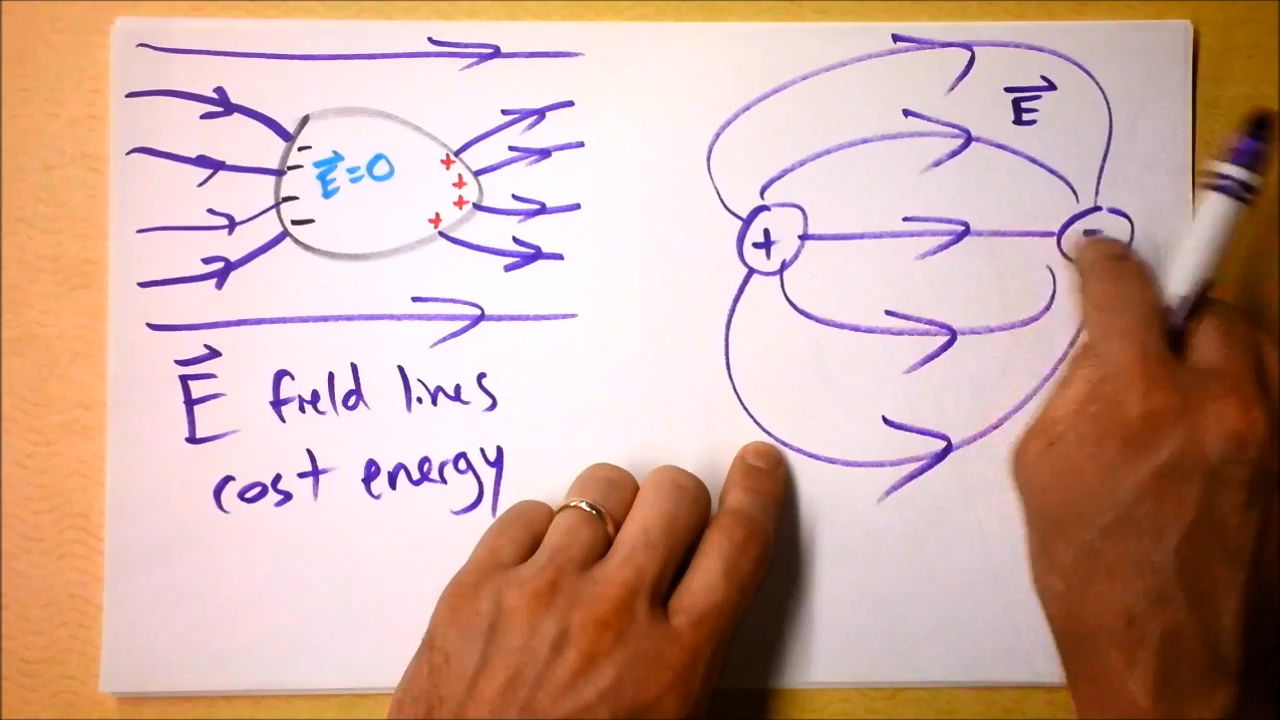 E⃗=0
- - - -
+ + + +
E⃗ field lines
cost energy
E⃗
+
-